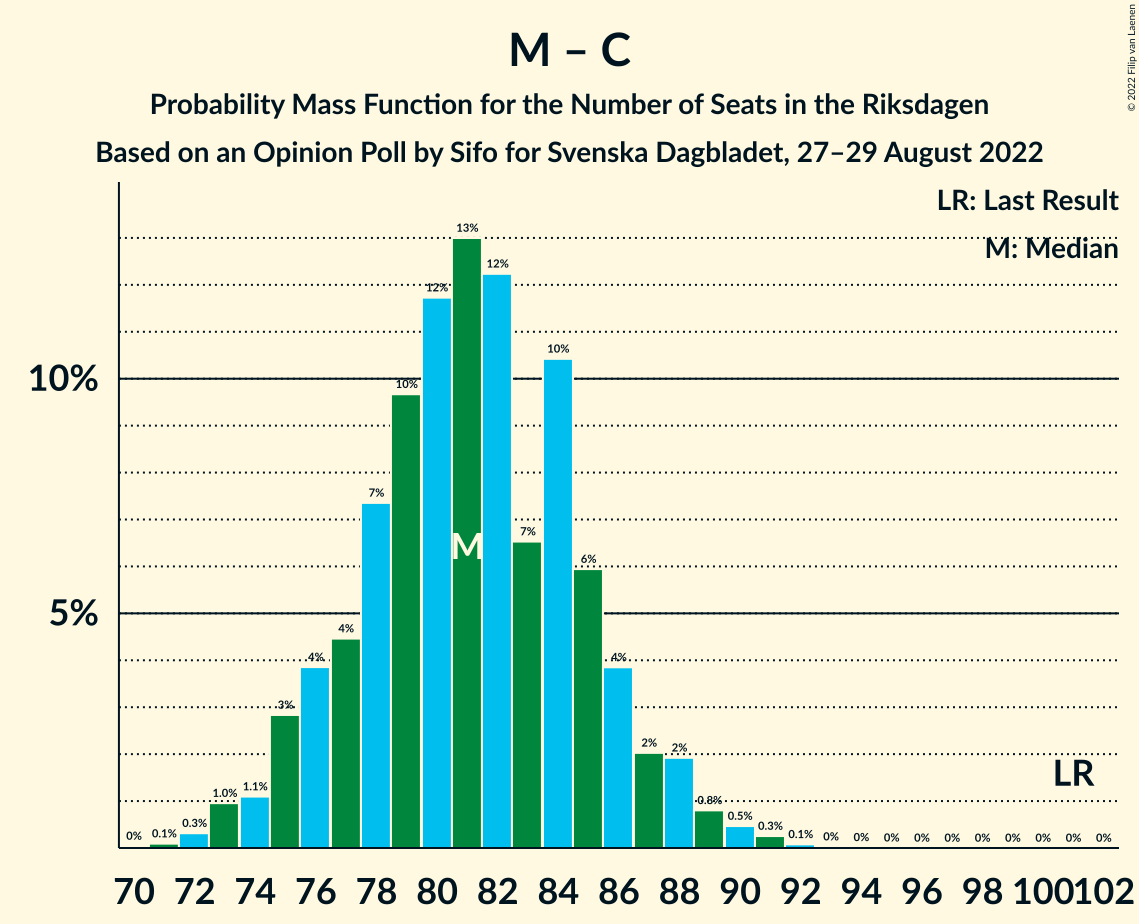 M – C
Probability Mass Function for the Number of Seats in the Riksdagen
Based on an Opinion Poll by Sifo for Svenska Dagbladet, 27–29 August 2022
© 2022 Filip van Laenen
LR: Last Result
M: Median
10%
5%
0% 0.1% 0.3% 1.0% 1.1% 3% 4% 4% 7% 10% 12% 13% 12% 7% 10% 6% 4% 2% 2% 0.8% 0.5% 0.3% 0.1% 0% 0% 0% 0% 0% 0% 0% 0% 0% 0%
M
LR
70 72 74 76 78 80 82 84 86 88 90 92 94 96 98 100 102